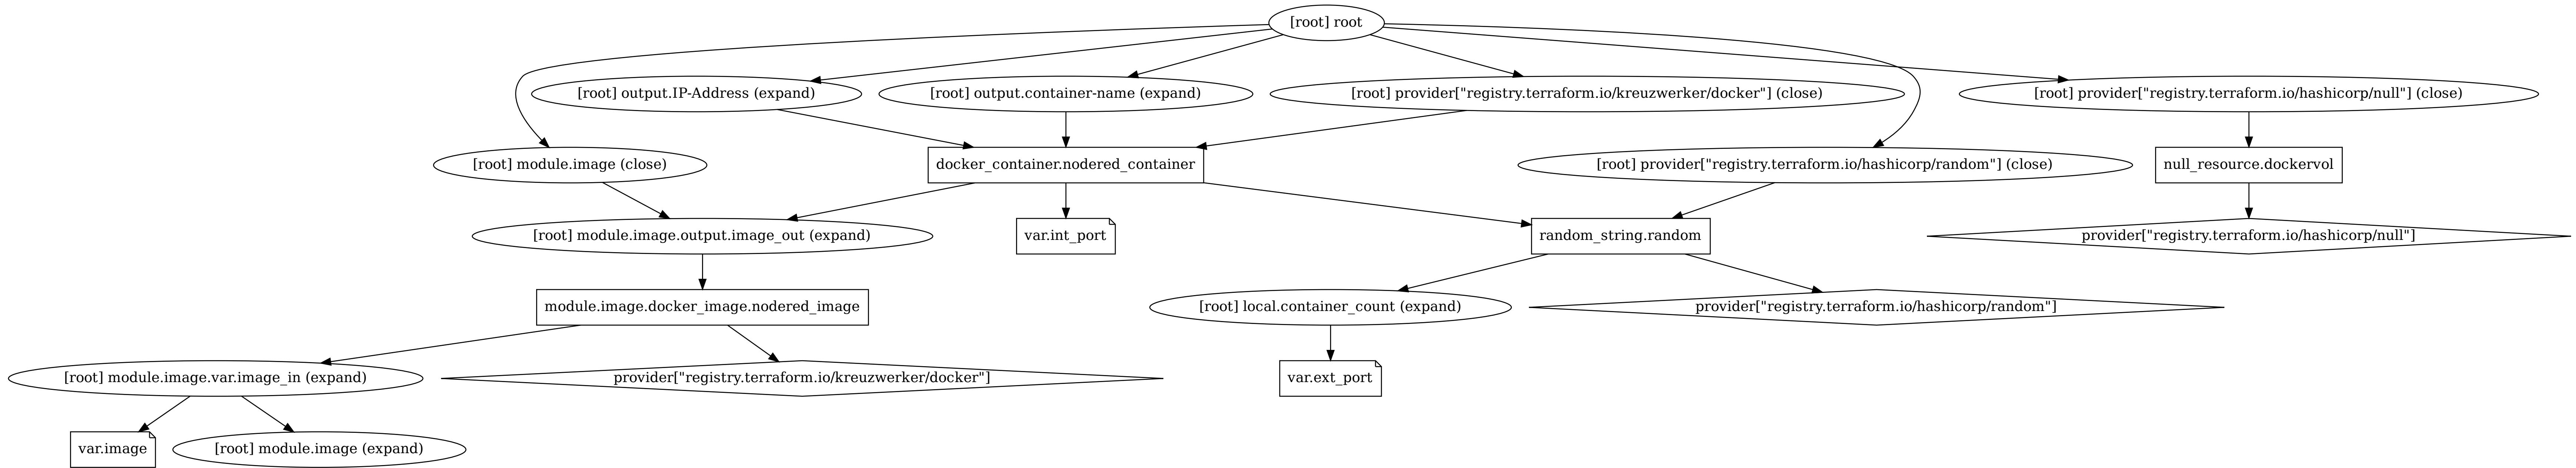 [root] root
[root] output.IP-Address (expand)
[root] output.container-name (expand)
[root] provider["registry.terraform.io/kreuzwerker/docker"] (close)
[root] provider["registry.terraform.io/hashicorp/null"] (close)
[root] module.image (close)
docker_container.nodered_container
[root] provider["registry.terraform.io/hashicorp/random"] (close)
null_resource.dockervol
[root] module.image.output.image_out (expand)
var.int_port
random_string.random
provider["registry.terraform.io/hashicorp/null"]
module.image.docker_image.nodered_image
[root] local.container_count (expand)
provider["registry.terraform.io/hashicorp/random"]
[root] module.image.var.image_in (expand)
provider["registry.terraform.io/kreuzwerker/docker"]
var.ext_port
var.image
[root] module.image (expand)